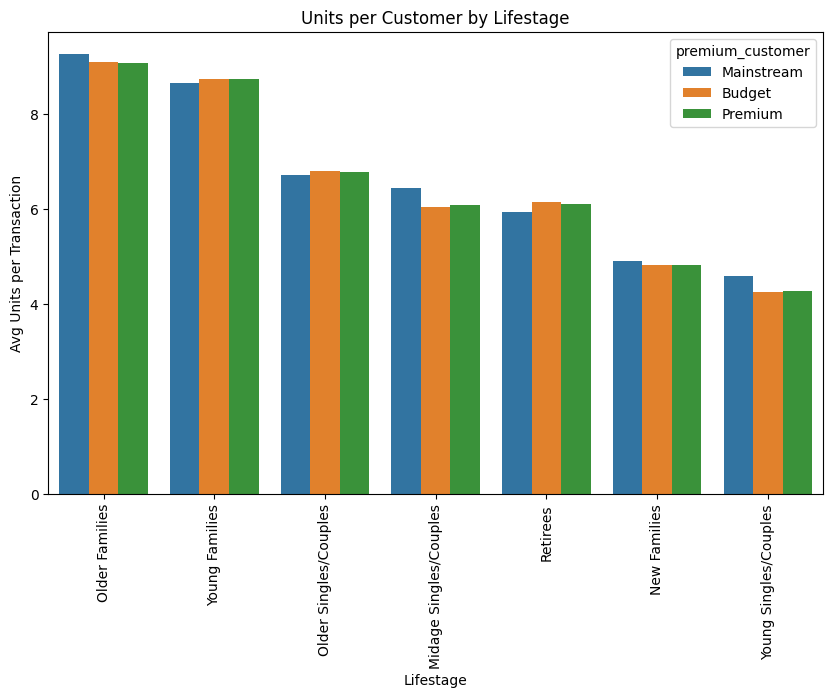 Units per Customer by Lifestage
premium_customer
Mainstream
Budget
Premium
Avg Units per Transaction
8
6
4
2
0
Older Families
Young Families
Older Singles/Couples
Midage Singles/Couples
Retirees
New Families
Young Singles/Couples
Lifestage